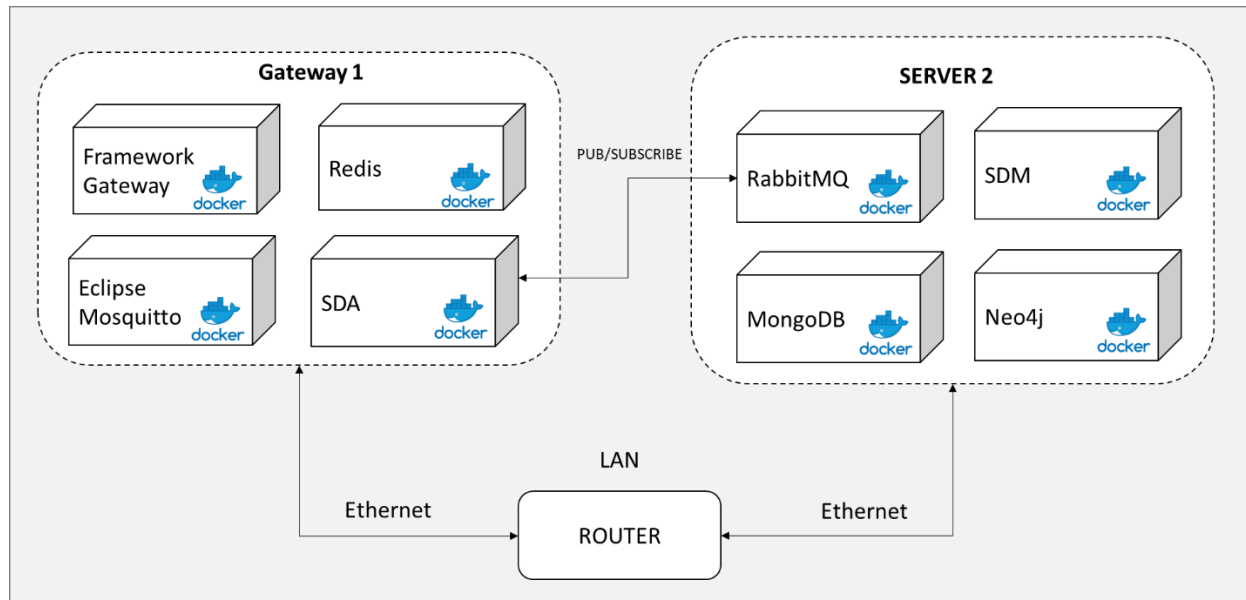 Gateway 1
SERVER 2
Framework
Gateway
docker
Redis
docker
PUB/SUBSCRIBE
RabbitMQ
docker
SDM
docker
Eclipse
Mosquitto
docker
SDA
docker
MongoDB
docker
Neo4j
docker
LAN
Ethernet
ROUTER
Ethernet